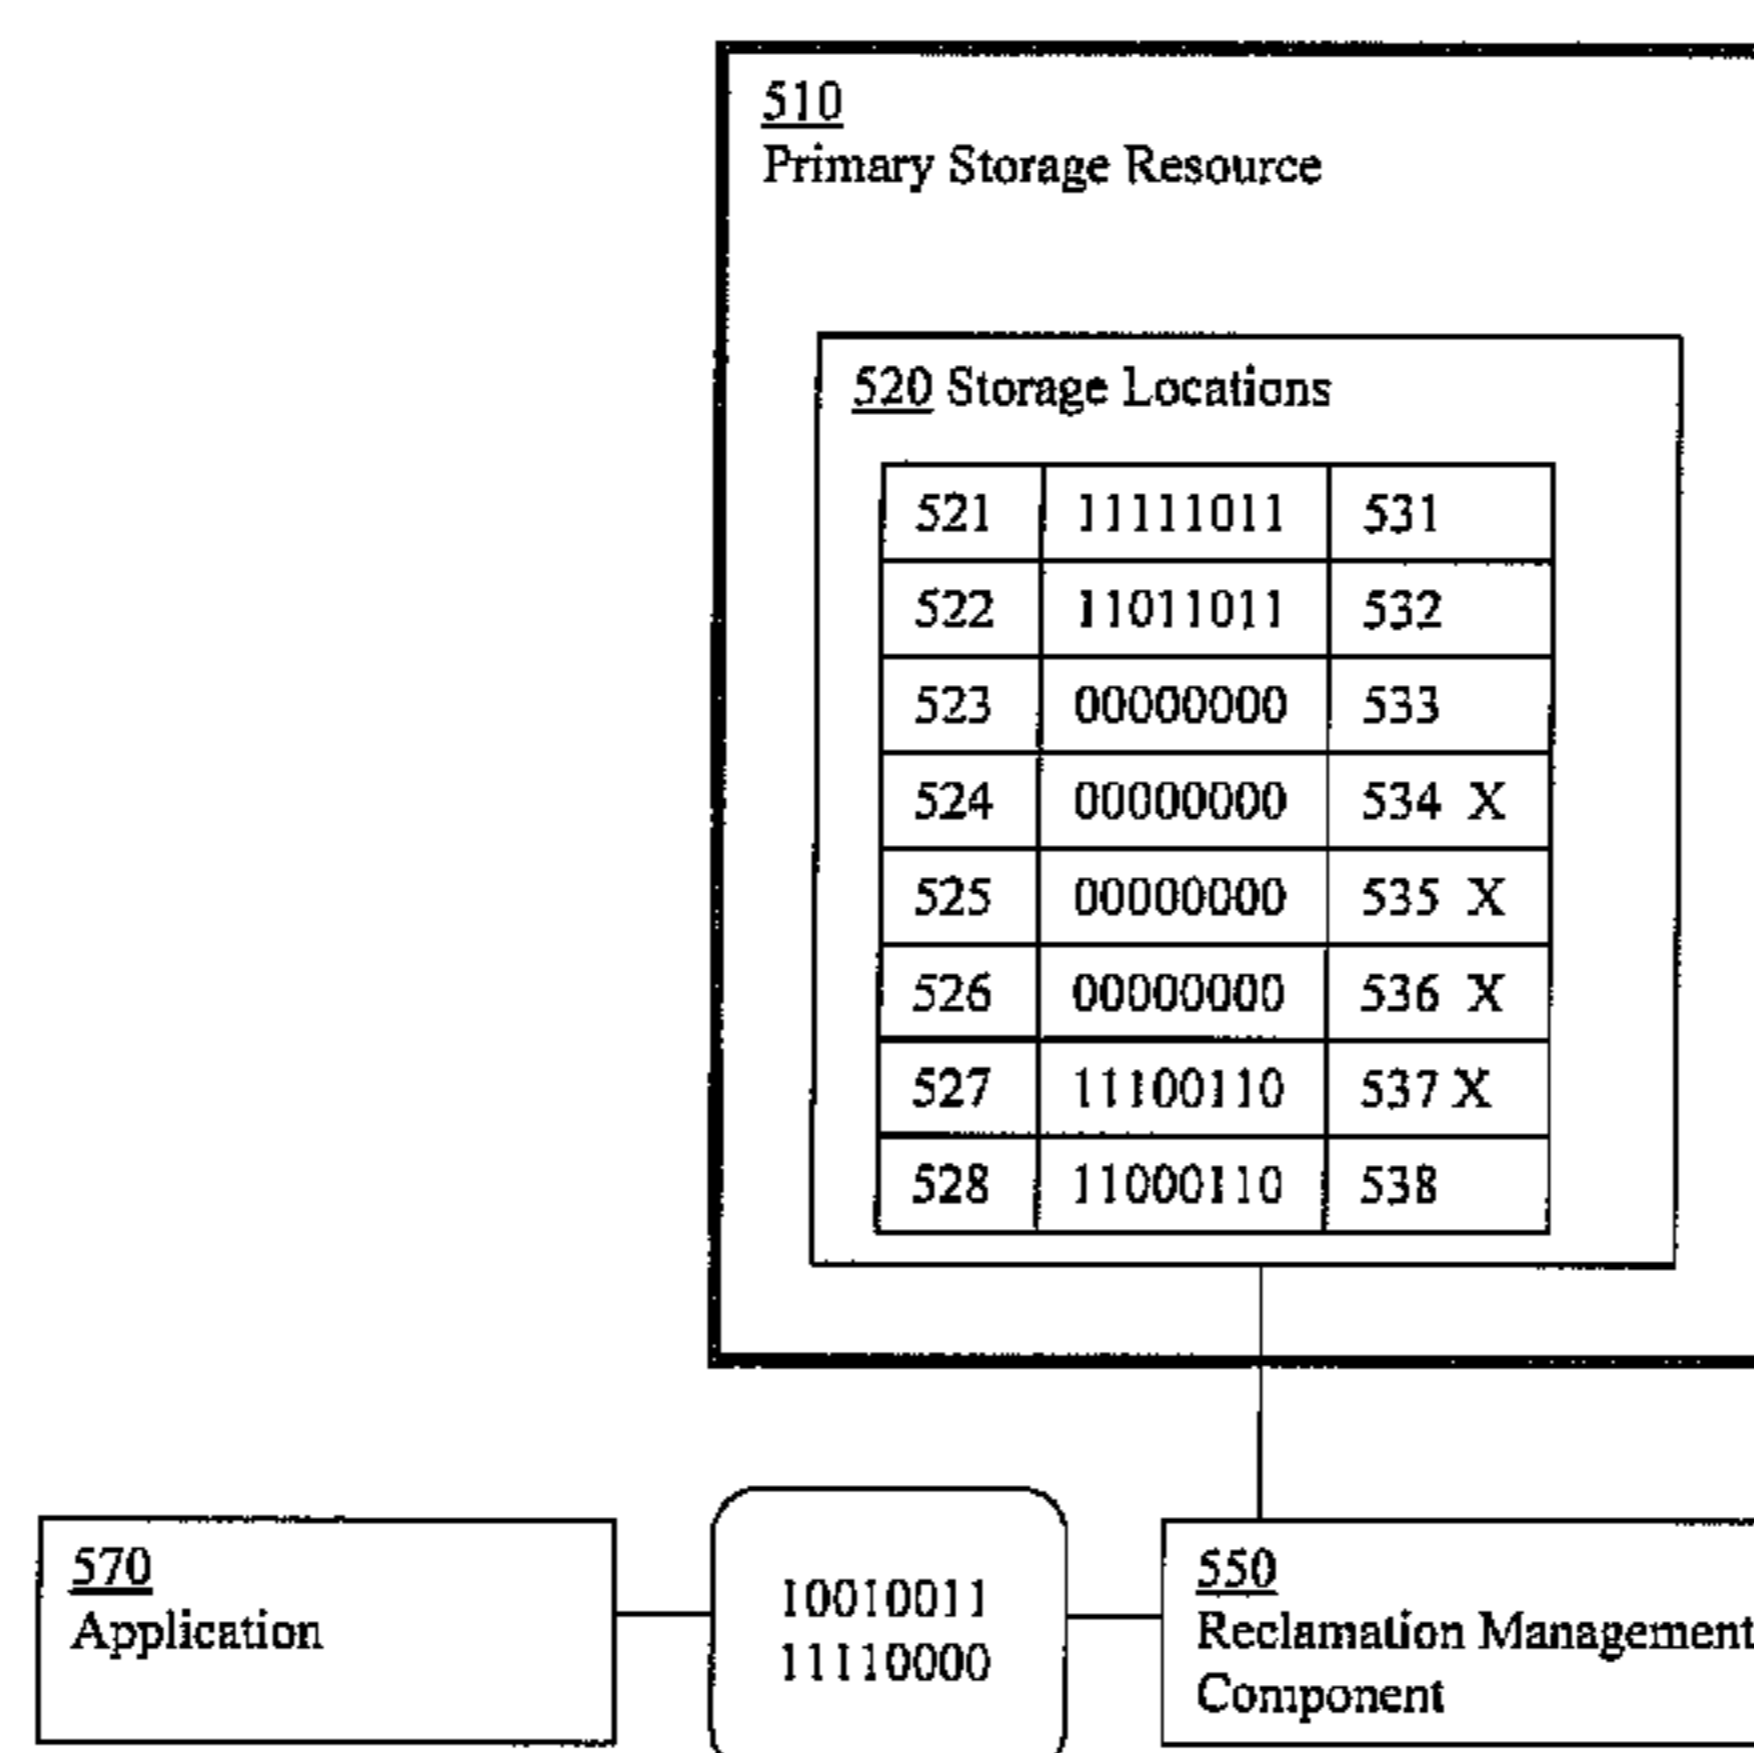 510
Primary Storage Resource
520 Storage Locations
521 11111011 531
522 11011011 532
523 00000000 533
524 00000000 534 X
525 00000000 535 X
526 00000000 536 X
527 11100110 537 X
528 11000110 538
570
Application
10010011
11110000
550
Reclamation Management
Component